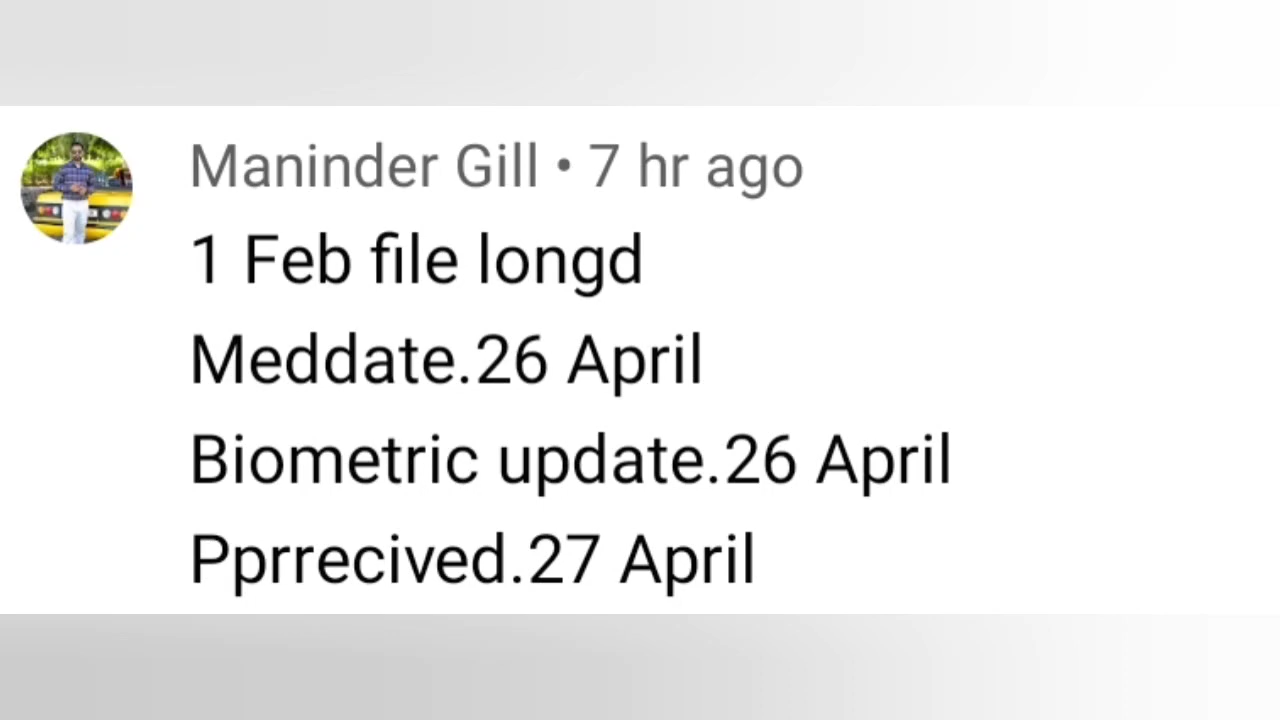 Maninder Gill • 7 hr ago
1 Feb file longd
Meddate.26 April
Biometric update.26 April
Pprrecived.27 April